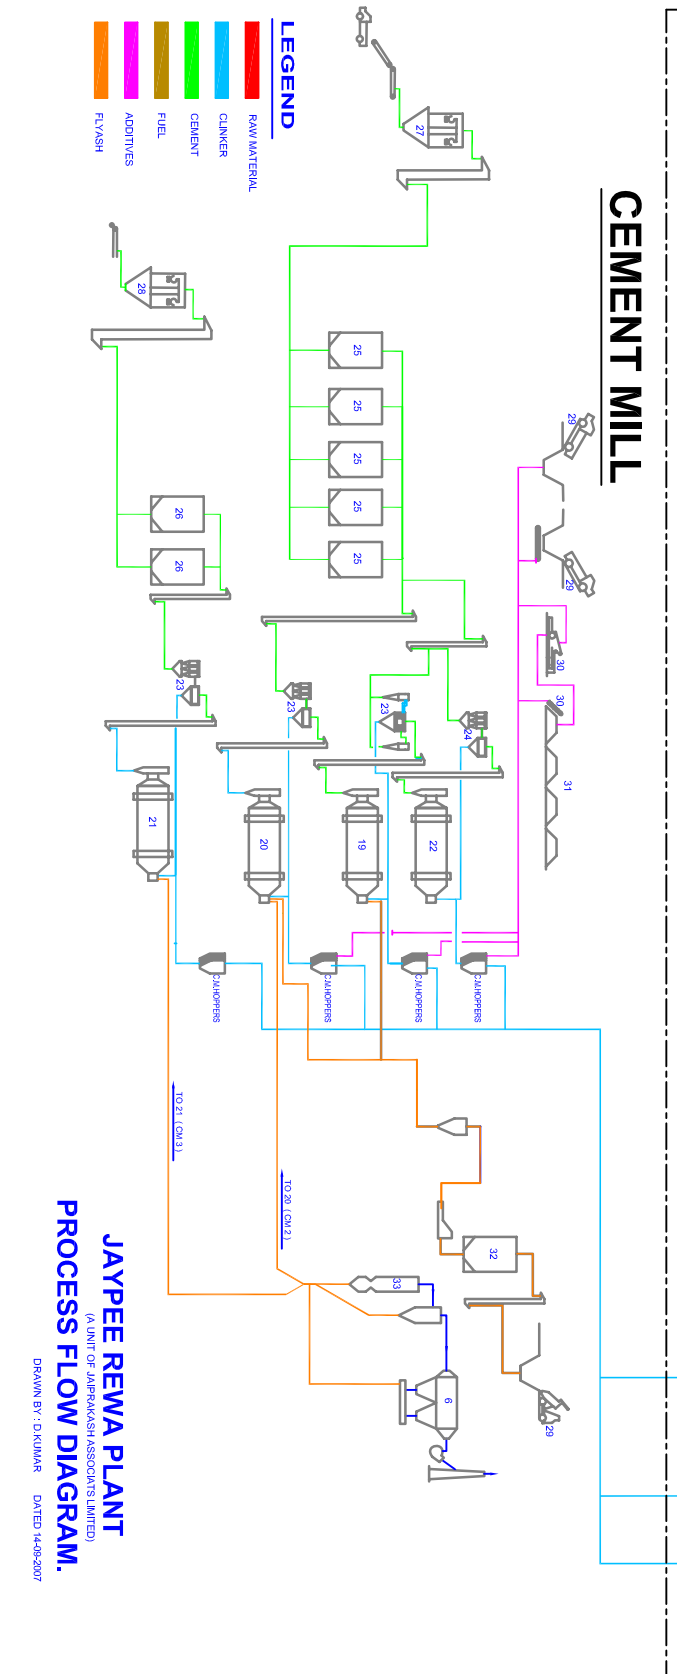 CEMENT MILL
LEGEND
RAW MATERIAL
CLINKER
CEMENT
FUEL
ADDITIVES
FLYASH
27
28
25
25
25
25
25
26
26
29
29
30
30
31
23
23
23
24
21
20
19
22
C.M.HOPPERS
C.M.HOPPERS
C.M.HOPPERS
C.M.HOPPERS
TO 21 ( CM 3 )
TO 20 ( CM 2 )
32
33
6
29
JAYPEE REWA PLANT
(A UNIT OF JAIPRAKASH ASSOCIATS LIMITED)
PROCESS FLOW DIAGRAM.
DRAWN BY : D.KUMAR DATED 14-09-2007